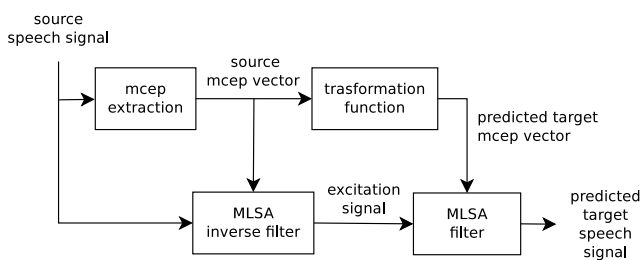 source
speech signal
mcep
extraction
source
mcep vector
trasformation
function
predicted target
mcep vector
MLSA
inverse filter
excitation
signal
MLSA
filter
predicted
target
speech
signal